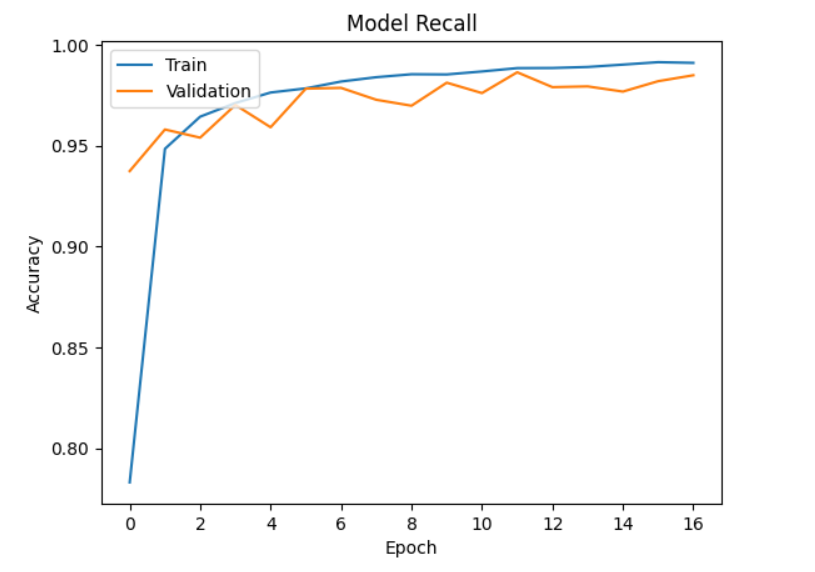 Model Recall
1.00
0.95
0.90
0.85
0.80
Accuracy
Train
Validation
0 2 4 6 8 10 12 14 16
Epoch